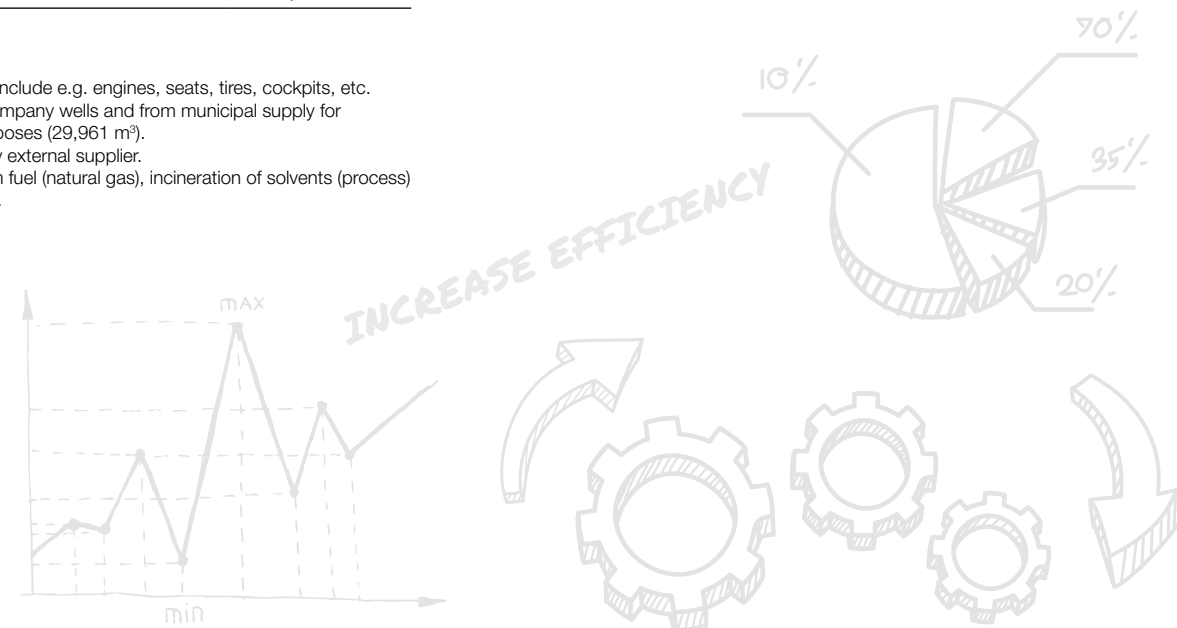 nclude e.g. engines, seats, tires, cockpits, etc.
mpany wells and from municipal supply for
poses (29,961 m³).
y external supplier.
n fuel (natural gas), incineration of solvents (process)
.
10%
70%
35%
20%
INCREASE EFFICIENCY
max
min